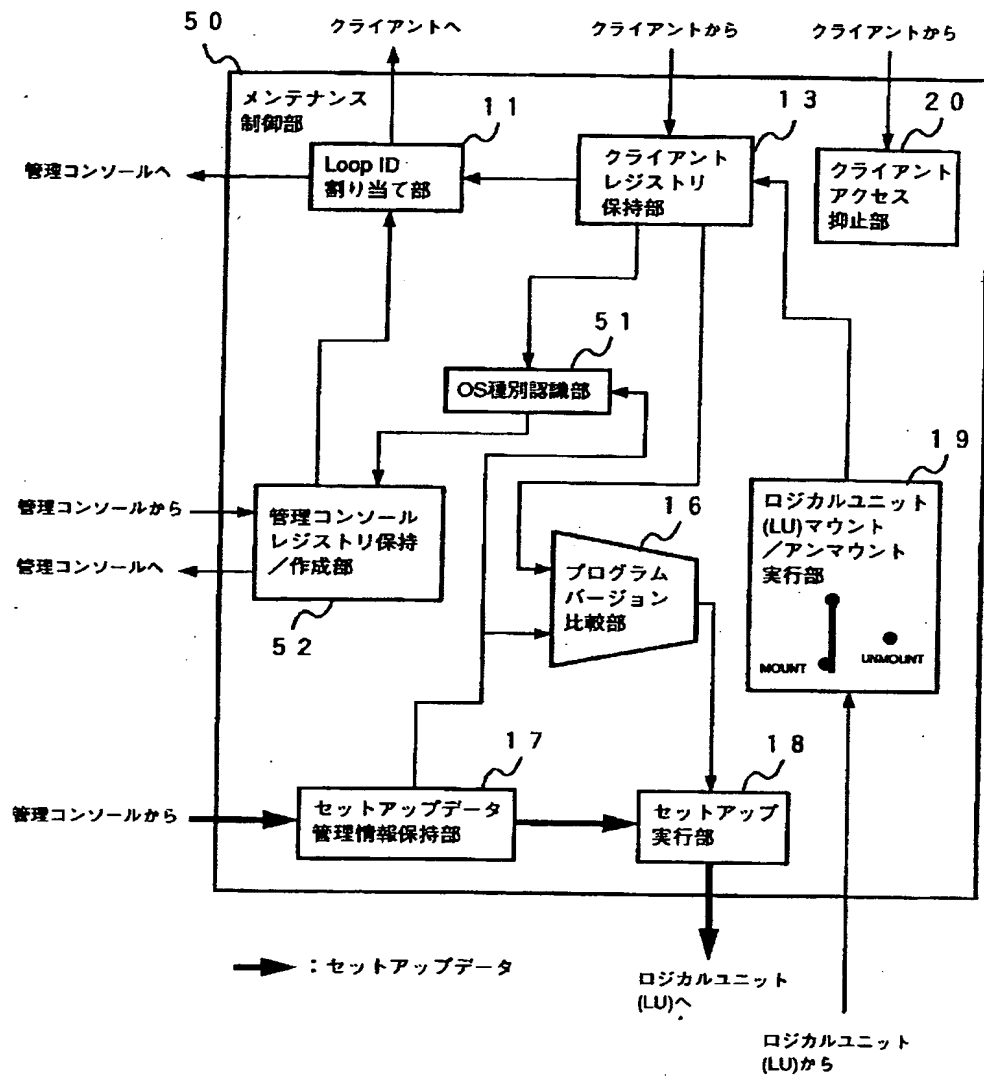 ５０
クライアントへ
クライアントから
クライアントから
メンテナンス
制御部
１１
１３
２０
管理コンソールへ
Loop ID
割り当て部
クライアント
レジストリ
保持部
クライアント
アクセス
抑止部
５１
OS種別認識部
１９
管理コンソールから
管理コンソールへ
管理コンソール
レジストリ保持
／作成部
５２
１６
プログラム
バージョン
比較部
ロジカルユニット
(LU)マウント
／アンマウント
実行部
MOUNT
UNMOUNT
１７
１８
管理コンソールから
セットアップデータ
管理情報保持部
セットアップ
実行部
：セットアップデータ
ロジカルユニット
(LU)へ
ロジカルユニット
(LU)から